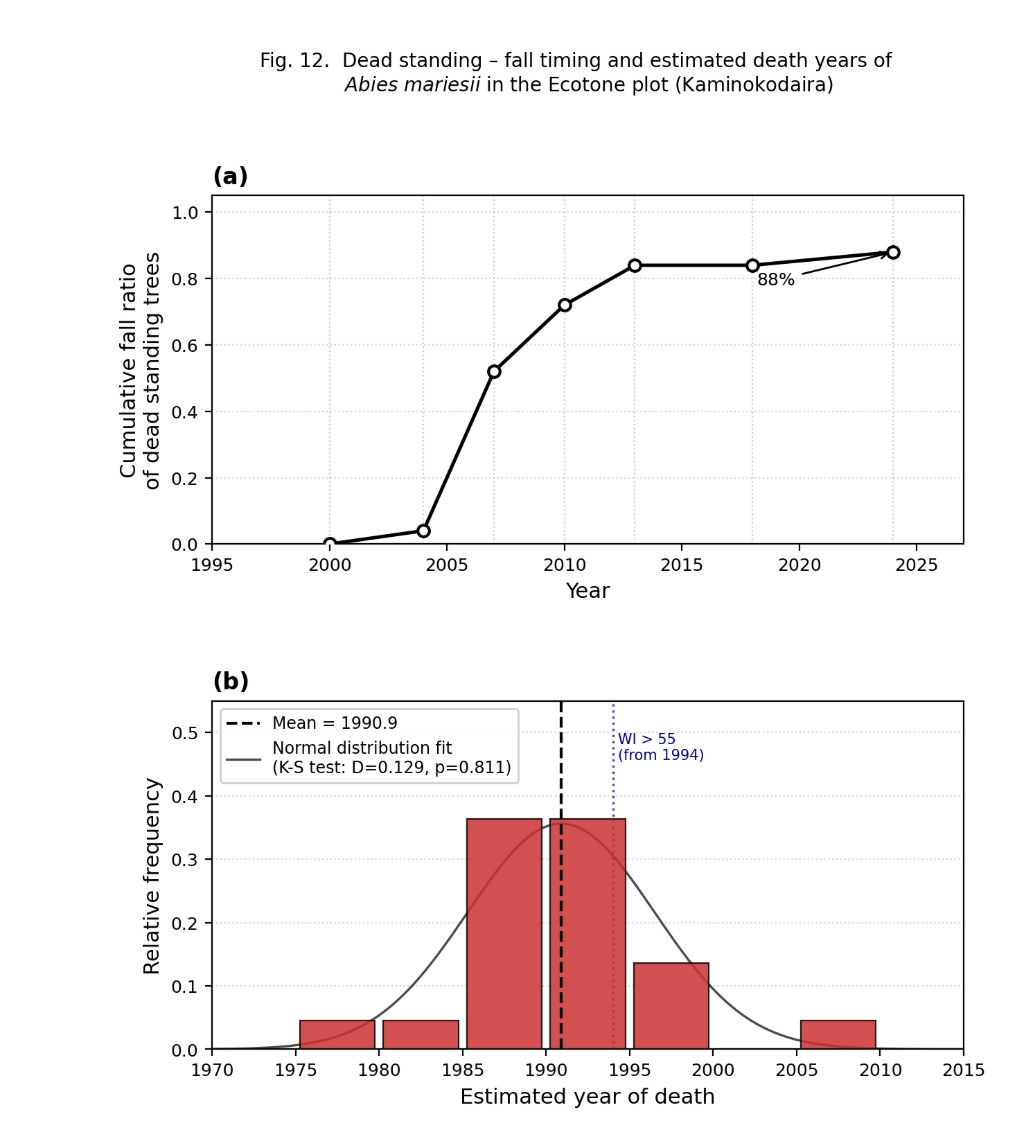 Fig. 12.  Dead standing – fall timing and estimated death years of
Abies mariesii in the Ecotone plot (Kaminokodaira)
(a)
Cumulative fall ratio
of dead standing trees
1.0
0.8
0.6
0.4
0.2
0.0
88%
1995 2000 2005 2010 2015 2020 2025
Year
(b)
Relative frequency
0.5
0.4
0.3
0.2
0.1
0.0
Mean = 1990.9
Normal distribution fit
(K-S test: D=0.129, p=0.811)
WI > 55
(from 1994)
1970 1975 1980 1985 1990 1995 2000 2005 2010 2015
Estimated year of death